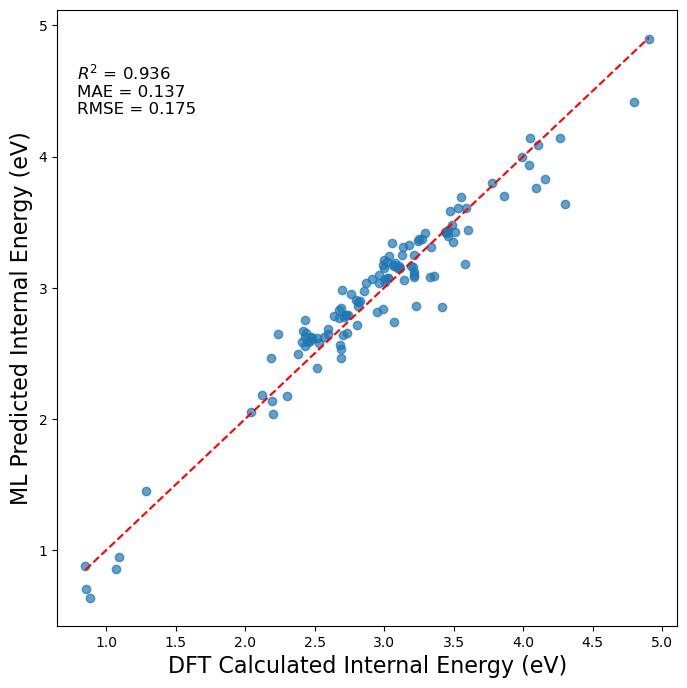 5
4
3
2
1
R² = 0.936
MAE = 0.137
RMSE = 0.175
ML Predicted Internal Energy (eV)
1.0 1.5 2.0 2.5 3.0 3.5 4.0 4.5 5.0
DFT Calculated Internal Energy (eV)